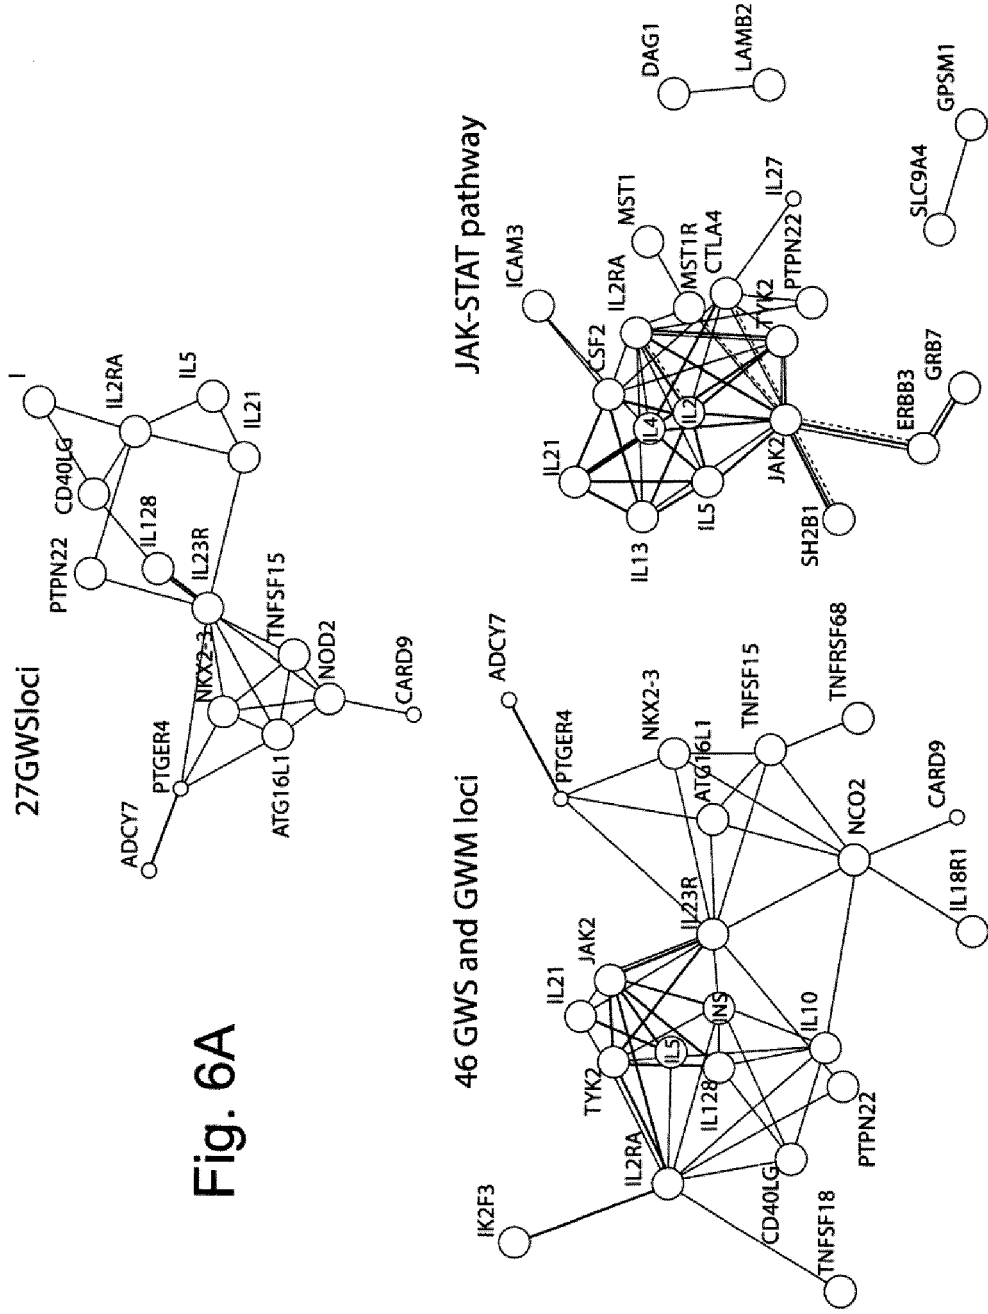 Fig. 6A
27GWSloci
ADCY7
PTGER4
NKX2-3
ATG16L1
TNFSF15
NOD2
CARD9
IL23R
IL128
PTPN22
CD40LG
I
IL2RA
IL5
IL21
46 GWS and GWM loci
IK2F3
TNFSF18
IL2RA
CD40LG
PTPN22
TYK2
IL21
JAK2
IL5
INS
IL128
IL10
IL23R
PTGER4
ADCY7
NKX2-3
ATG16L1
TNFSF15
TNFRSF68
NCO2
CARD9
IL18R1
JAK-STAT pathway
IL21
IL13
IL5
IL4
IL2
CSF2
ICAM3
IL2RA
MST1R
MST1
CTLA4
TYK2
PTPN22
IL27
JAK2
SH2B1
ERBB3
GRB7
DAG1
LAMB2
SLC9A4
GPSM1